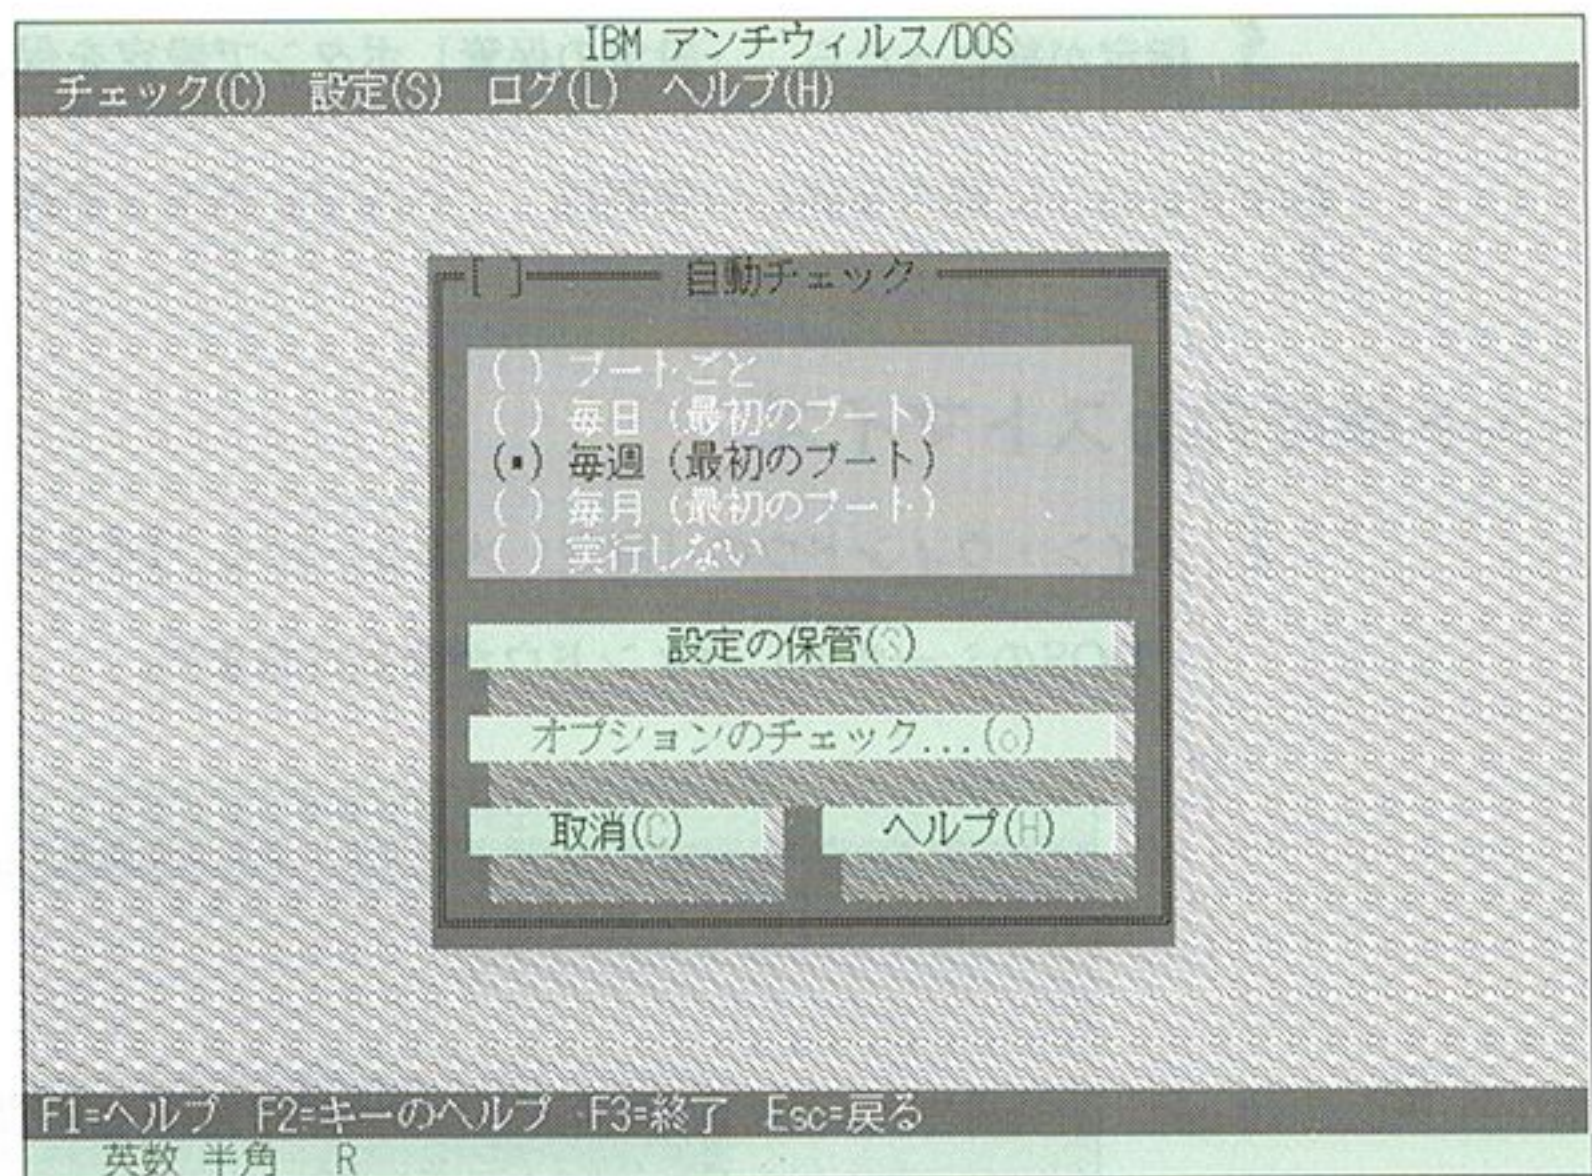 IBM アンチウィルス/DOS
チェック(C) 設定(S) ログ(L) ヘルプ(H)
[ ] 自動チェック
( ) ブートごと
( ) 毎日 (最初のブート)
(▪) 毎週 (最初のブート)
( ) 毎月 (最初のブート)
( ) 実行しない
設定の保管(S)
オプションのチェック...(o)
取消(C) ヘルプ(H)
F1=ヘルプ F2=キーのヘルプ F3=終了 Esc=戻る
英数 半角 R